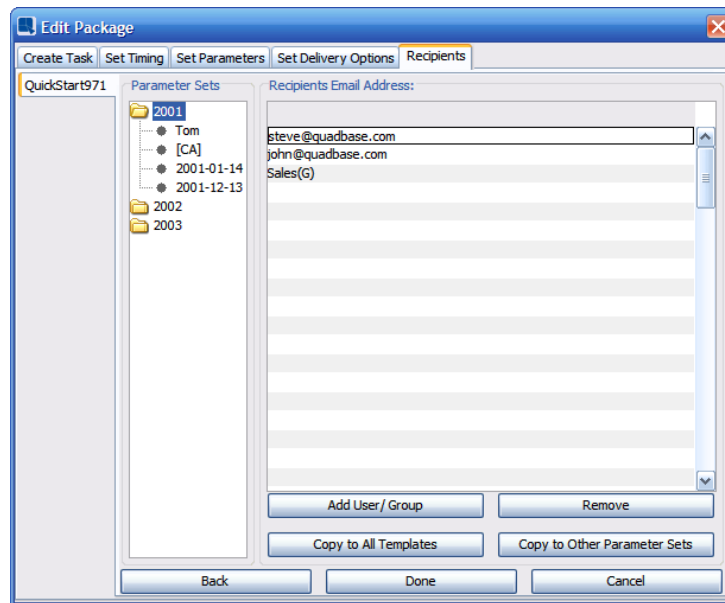 Edit Package
Create Task Set Timing Set Parameters Set Delivery Options Recipients
QuickStart971
Parameter Sets
2001
Tom
[CA]
2001-01-14
2001-12-13
2002
2003
Recipients Email Address:
steve@quadbase.com
john@quadbase.com
Sales(G)
Add User/ Group Remove
Copy to All Templates Copy to Other Parameter Sets
Back Done Cancel